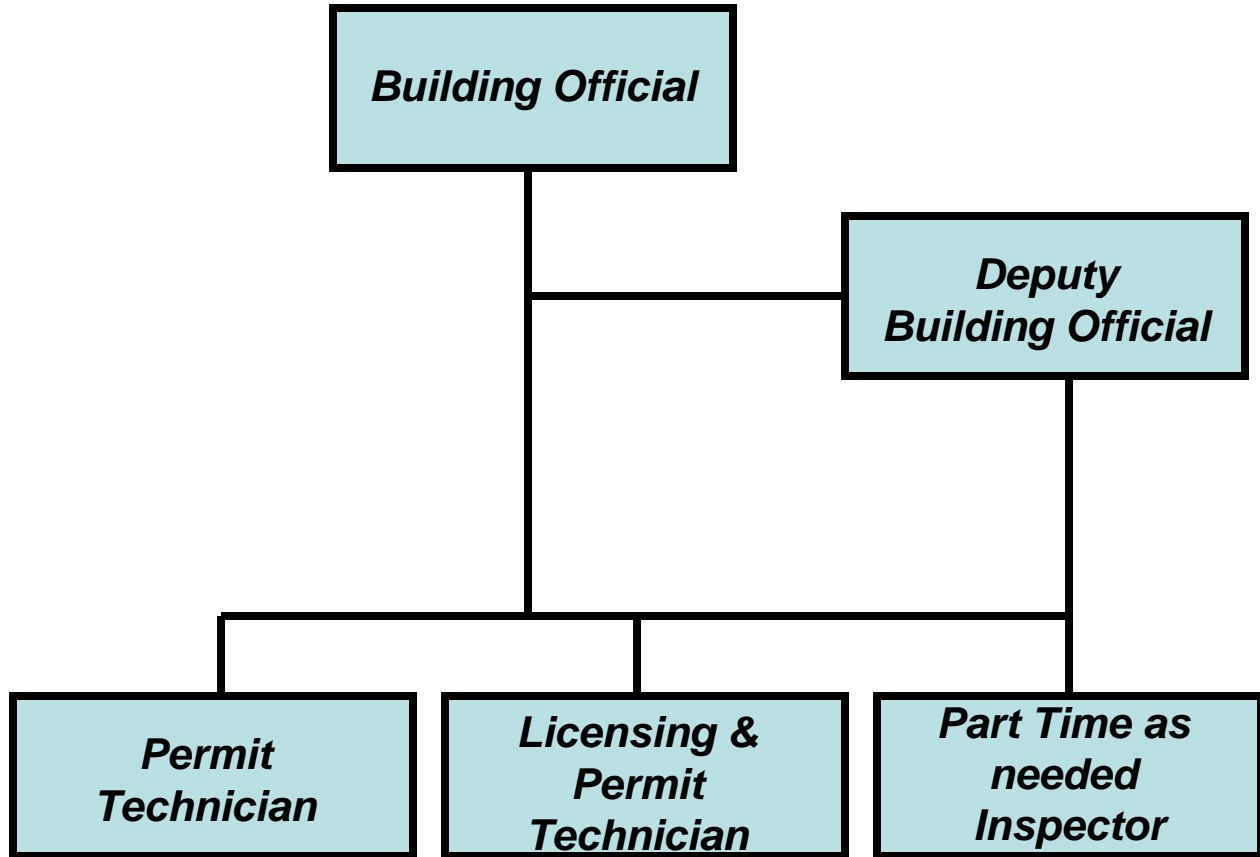 Building Official
Deputy
Building Official
Permit
Technician
Licensing &
Permit
Technician
Part Time as
needed
Inspector